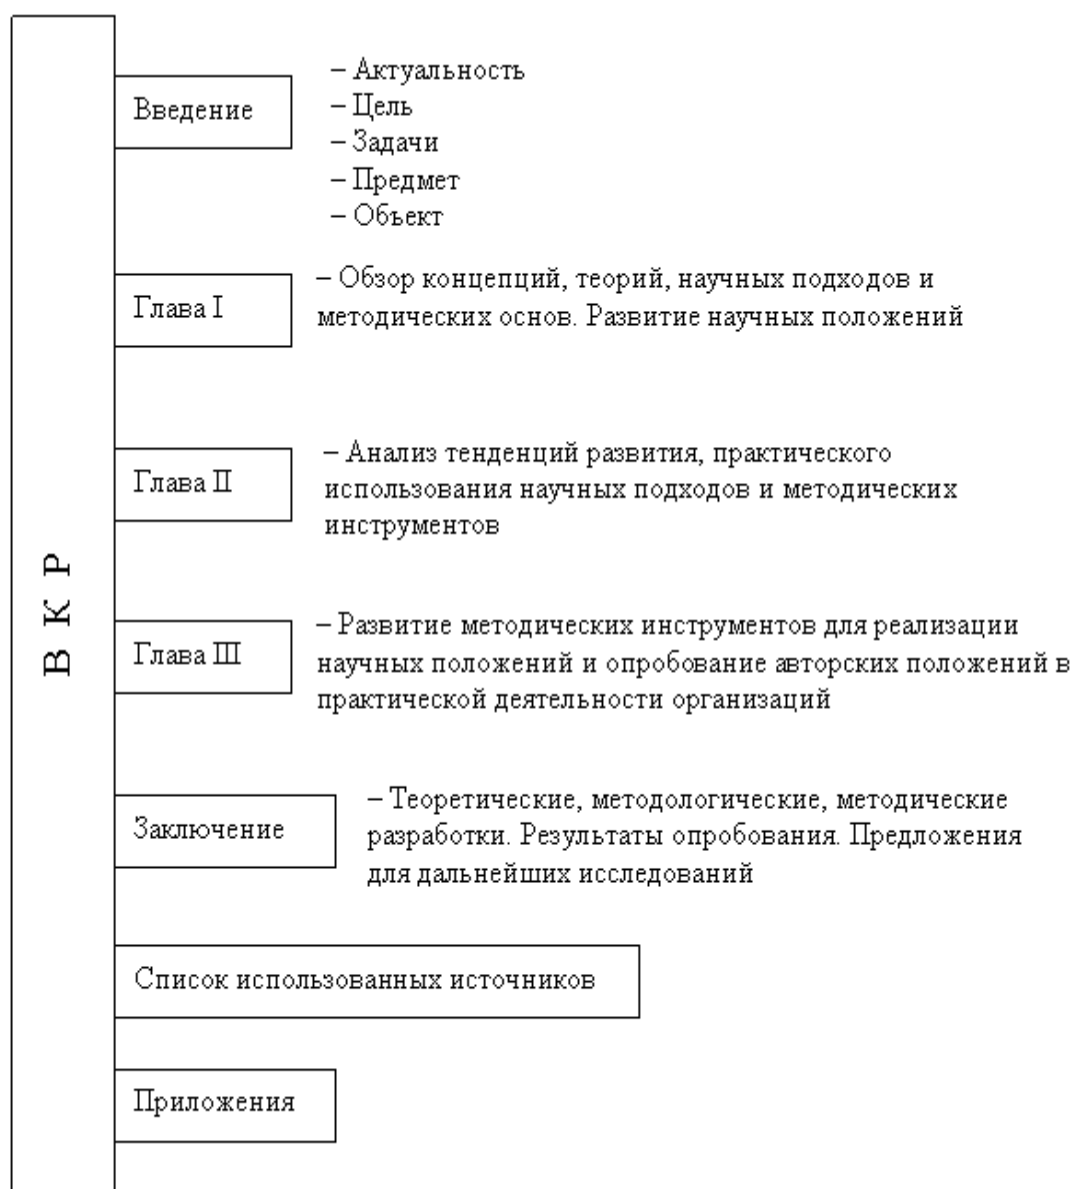 ВКР
Введение
– Актуальность
– Цель
– Задачи
– Предмет
– Объект
Глава I
– Обзор концепций, теорий, научных подходов и
методических основ. Развитие научных положений
Глава II
– Анализ тенденций развития, практического
использования научных подходов и методических
инструментов
Глава III
– Развитие методических инструментов для реализации
научных положений и опробование авторских положений в
практической деятельности организаций
Заключение
– Теоретические, методологические, методические
разработки. Результаты опробования. Предложения
для дальнейших исследований
Список использованных источников
Приложения